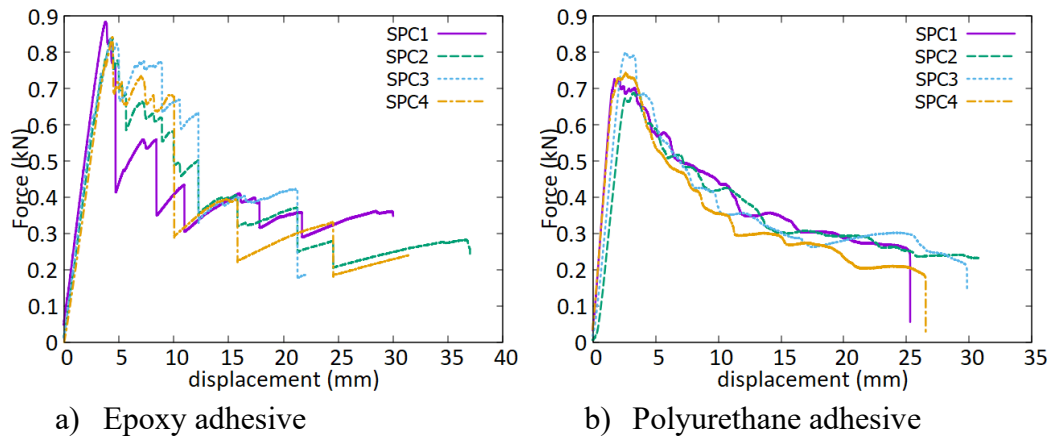 0.9
0.8
0.7
0.6
0.5
0.4
0.3
0.2
0.1
0
Force (kN)
SPC1
SPC2
SPC3
SPC4
0 5 10 15 20 25 30 35 40
displacement (mm)
a) Epoxy adhesive
0.9
0.8
0.7
0.6
0.5
0.4
0.3
0.2
0.1
0
Force (kN)
SPC1
SPC2
SPC3
SPC4
0 5 10 15 20 25 30 35
displacement (mm)
b) Polyurethane adhesive